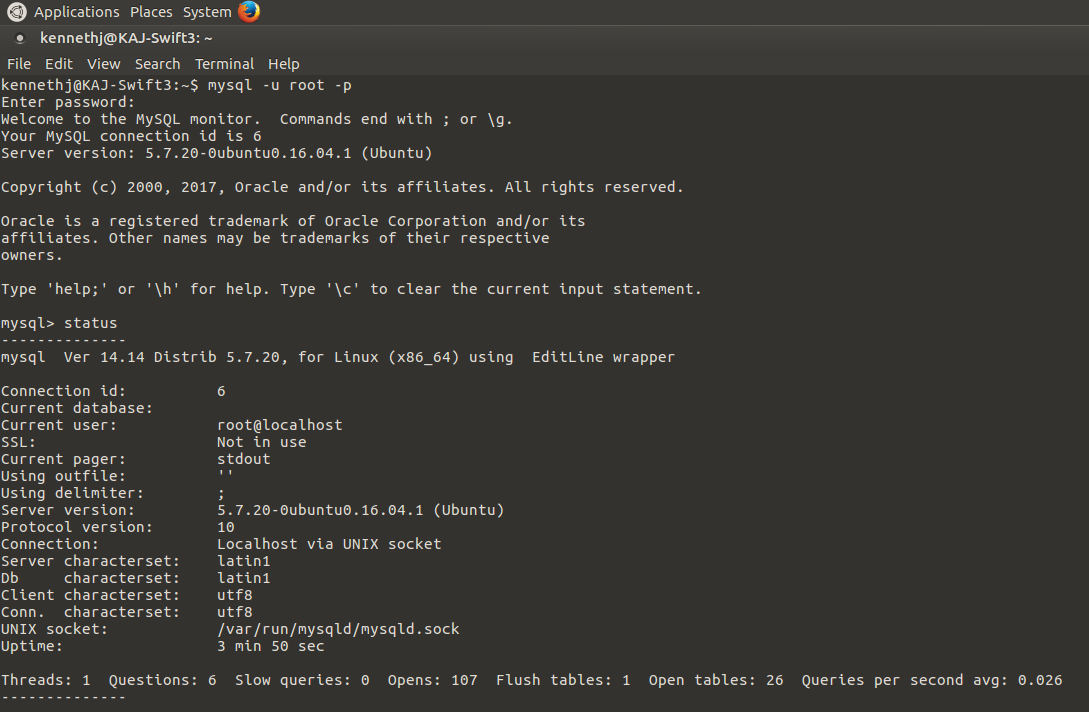 Applications Places System
kennethj@KAJ-Swift3: ~
File Edit View Search Terminal Help
kennethj@KAJ-Swift3:~$ mysql -u root -p
Enter password:
Welcome to the MySQL monitor.  Commands end with ; or \g.
Your MySQL connection id is 6
Server version: 5.7.20-0ubuntu0.16.04.1 (Ubuntu)

Copyright (c) 2000, 2017, Oracle and/or its affiliates. All rights reserved.

Oracle is a registered trademark of Oracle Corporation and/or its
affiliates. Other names may be trademarks of their respective
owners.

Type 'help;' or '\h' for help. Type '\c' to clear the current input statement.

mysql> status
--------------
mysql  Ver 14.14 Distrib 5.7.20, for Linux (x86_64) using  EditLine wrapper

Connection id:          6
Current database:
Current user:           root@localhost
SSL:                    Not in use
Current pager:          stdout
Using outfile:          ''
Using delimiter:        ;
Server version:         5.7.20-0ubuntu0.16.04.1 (Ubuntu)
Protocol version:       10
Connection:             Localhost via UNIX socket
Server characterset:    latin1
Db     characterset:    latin1
Client characterset:    utf8
Conn.  characterset:    utf8
UNIX socket:            /var/run/mysqld/mysqld.sock
Uptime:                 3 min 50 sec

Threads: 1  Questions: 6  Slow queries: 0  Opens: 107  Flush tables: 1  Open tables: 26  Queries per second avg: 0.026
--------------